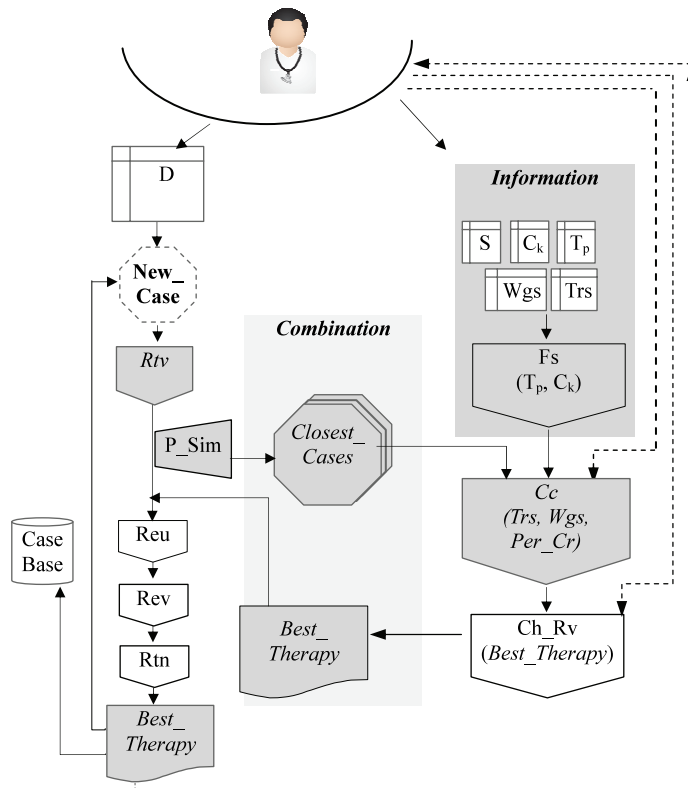 D
New_
Case
Rtv
P_Sim
Reu
Rev
Rtn
Best_
Therapy
Case
Base
Combination
Closest_
Cases
Best_
Therapy
Information
S
Ck
Tp
Wgs
Trs
Fs
(Tp, Ck)
Cc
(Trs, Wgs,
Per_Cr)
Ch_Rv
(Best_Therapy)